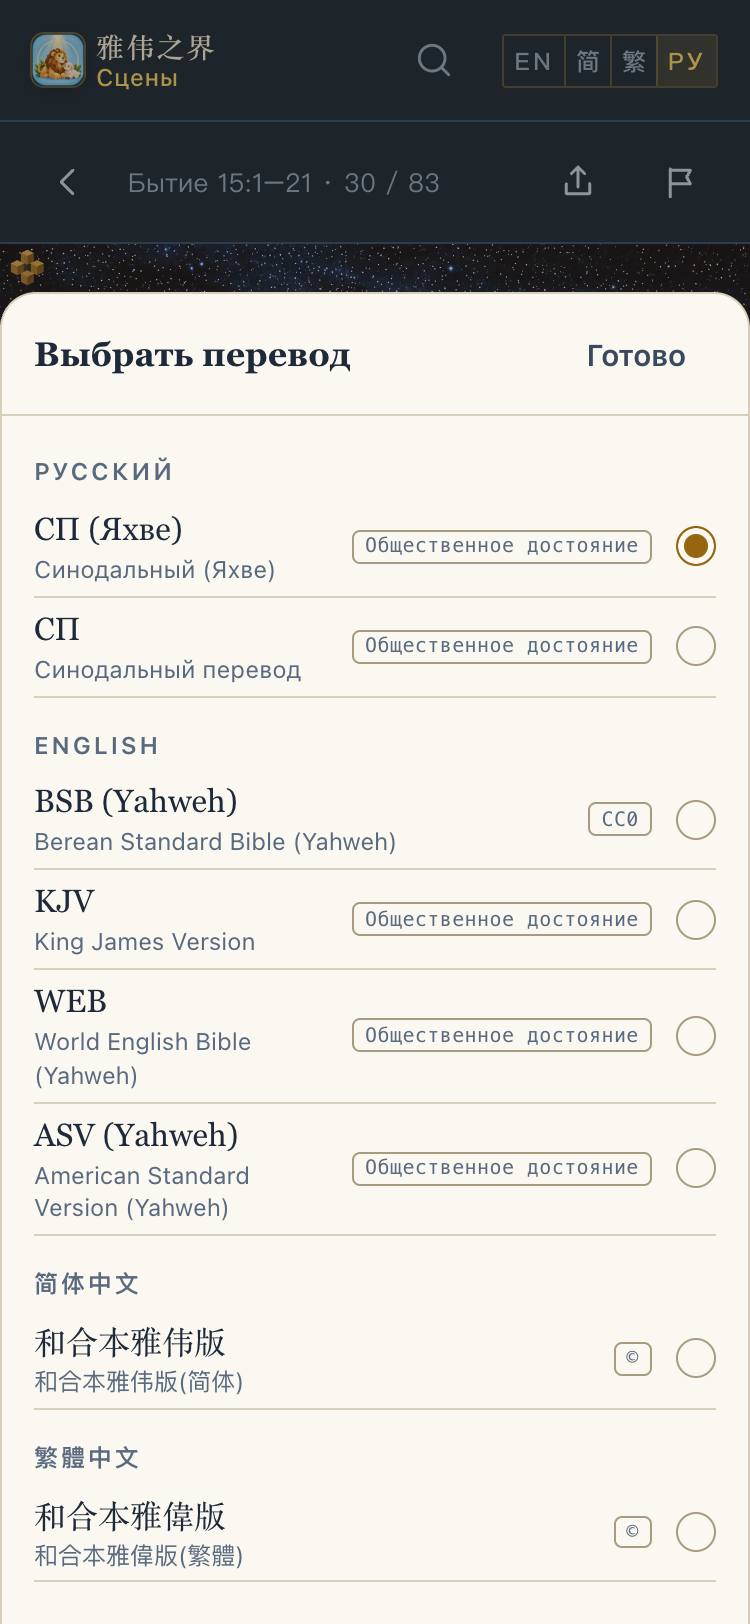 雅伟之界
Сцены
EN 简 繁 РУ
Бытие 15:1—21 · 30 / 83
Выбрать перевод
Готово
РУССКИЙ
СП (Яхве)
Синодальный (Яхве)
Общественное достояние
СП
Синодальный перевод
Общественное достояние
ENGLISH
BSB (Yahweh)
Berean Standard Bible (Yahweh)
CC0
KJV
King James Version
Общественное достояние
WEB
World English Bible
(Yahweh)
Общественное достояние
ASV (Yahweh)
American Standard
Version (Yahweh)
Общественное достояние
简体中文
和合本雅伟版
和合本雅伟版(简体)
©
繁體中文
和合本雅偉版
和合本雅偉版(繁體)
©